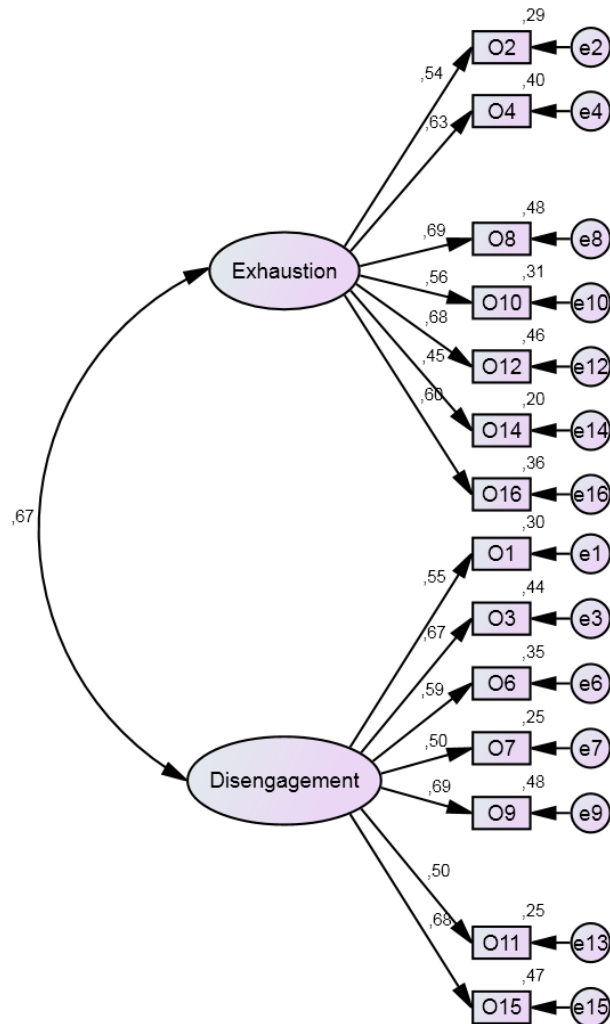 ,29
O2 e2
,54
,40
O4 e4
,63
,48
O8 e8
,69
Exhaustion
,31
O10 e10
,56
,46
O12 e12
,68
,20
O14 e14
,45
,36
O16 e16
,60
,67
,30
O1 e1
,55
,44
O3 e3
,67
,35
O6 e6
,59
,25
O7 e7
,50
Disengagement
,48
O9 e9
,69
,50
,25
O11 e13
,68
,47
O15 e15